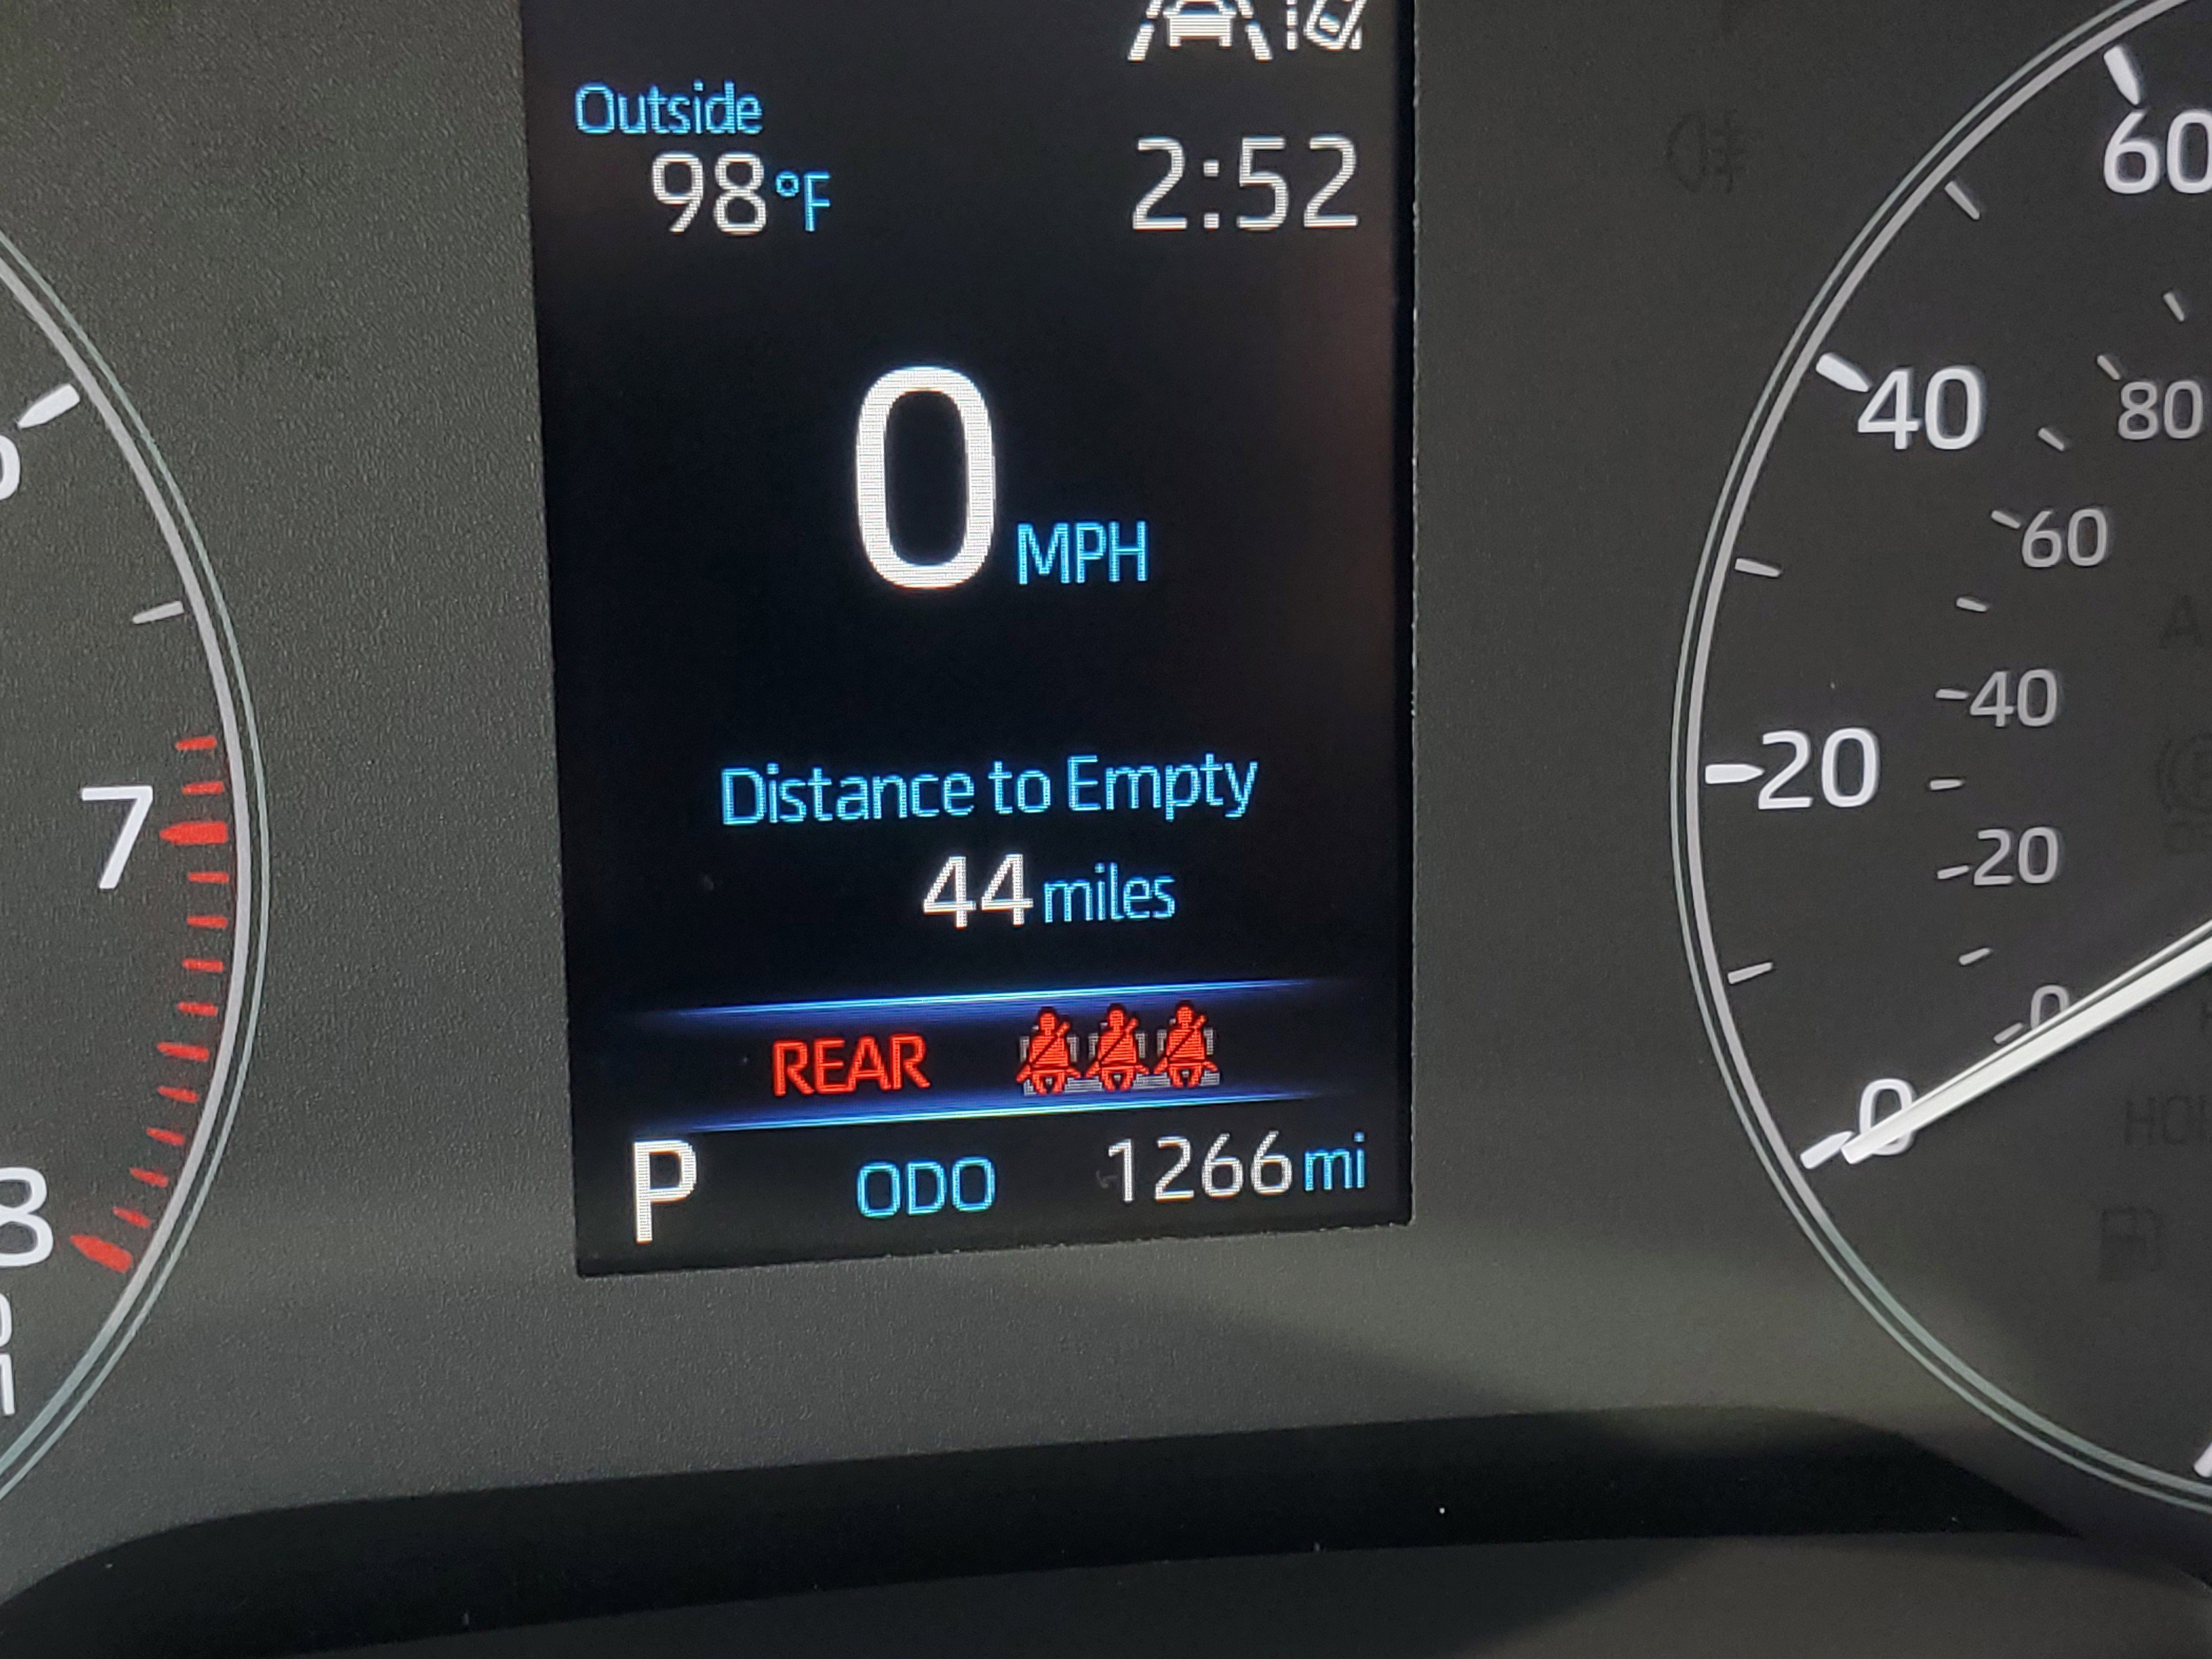 Outside
98°F
2:52
0 MPH
Distance to Empty
44 miles
REAR
P ODO 1266 mi
7
8
60
40
20
0
80
60
40
20
0